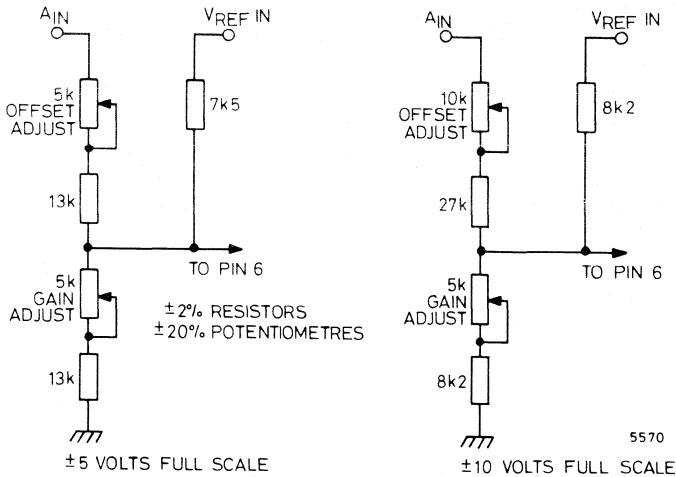 AIN
VREF IN
5k
OFFSET
ADJUST
7k5
13k
TO PIN 6
5k
GAIN
ADJUST
±2% RESISTORS
±20% POTENTIOMETRES
13k
±5 VOLTS FULL SCALE
AIN
VREF IN
10k
OFFSET
ADJUST
8k2
27k
TO PIN 6
5k
GAIN
ADJUST
8k2
5570
±10 VOLTS FULL SCALE